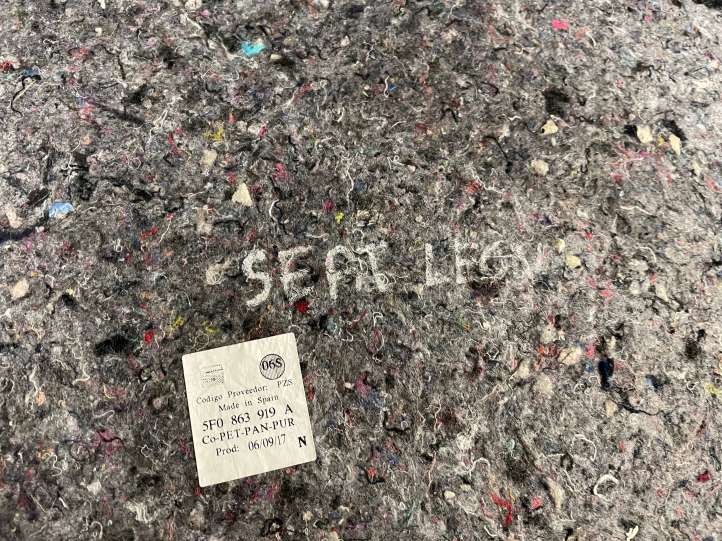 SEAT LEON
06S
Codigo Proveedor: PZS
Made in Spain
5F0 863 919 A
Co-PET-PAN-PUR
Prod: 06/09/17 N